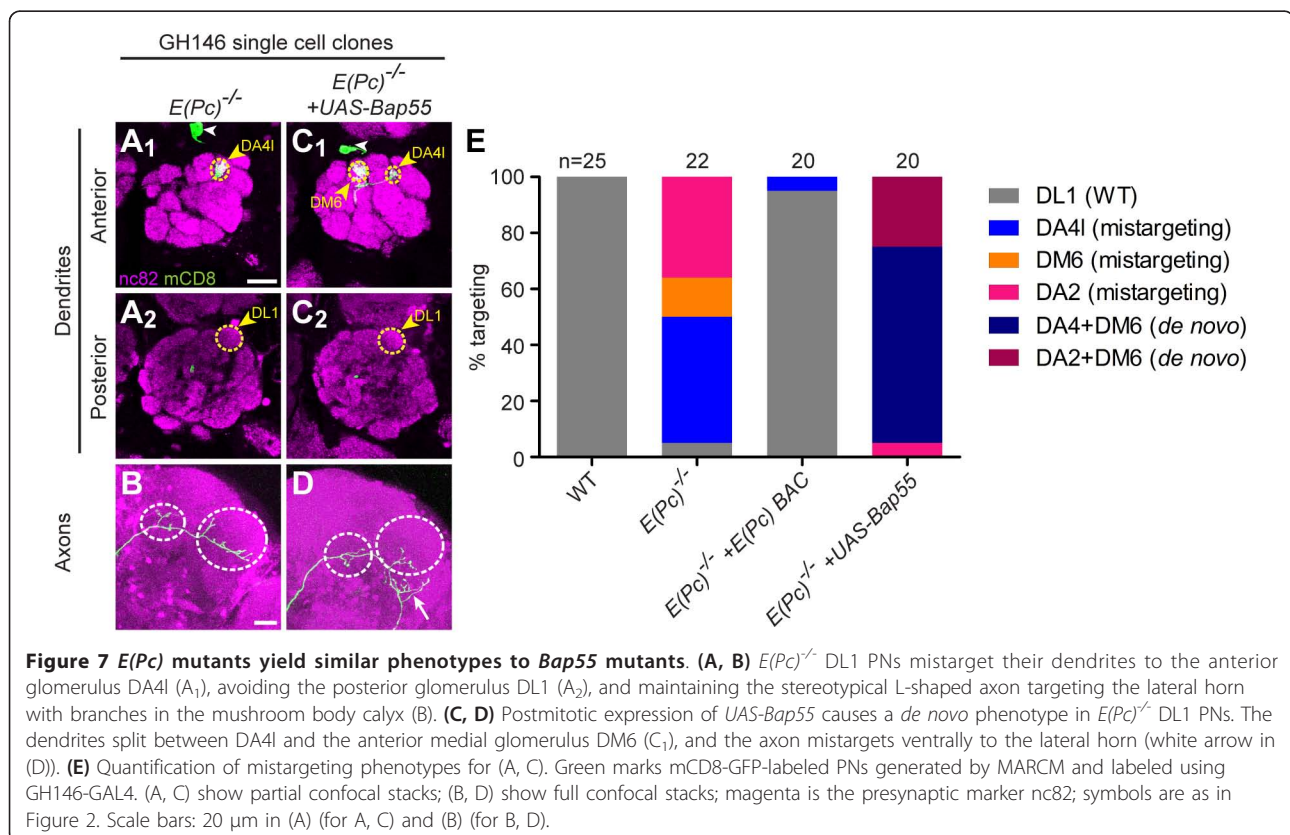 GH146 single cell clones
E(Pc)-/-
E(Pc)-/-
+UAS-Bap55
Dendrites
Anterior
Posterior
Axons
A1
DA4l
nc82 mCD8
C1
DA4l
DM6
A2
DL1
C2
DL1
B
D
E
n=25
22
20
20
% targeting
100
80
60
40
20
0
WT
E(Pc)-/-
E(Pc)-/- +E(Pc) BAC
E(Pc)-/- +UAS-Bap55
DL1 (WT)
DA4l (mistargeting)
DM6 (mistargeting)
DA2 (mistargeting)
DA4+DM6 (de novo)
DA2+DM6 (de novo)
Figure 7 E(Pc) mutants yield similar phenotypes to Bap55 mutants. (A, B) E(Pc)-/- DL1 PNs mistarget their dendrites to the anterior
glomerulus DA4l (A1), avoiding the posterior glomerulus DL1 (A2), and maintaining the stereotypical L-shaped axon targeting the lateral horn
with branches in the mushroom body calyx (B). (C, D) Postmitotic expression of UAS-Bap55 causes a de novo phenotype in E(Pc)-/- DL1 PNs. The
dendrites split between DA4l and the anterior medial glomerulus DM6 (C1), and the axon mistargets ventrally to the lateral horn (white arrow in
(D)). (E) Quantification of mistargeting phenotypes for (A, C). Green marks mCD8-GFP-labeled PNs generated by MARCM and labeled using
GH146-GAL4. (A, C) show partial confocal stacks; (B, D) show full confocal stacks; magenta is the presynaptic marker nc82; symbols are as in
Figure 2. Scale bars: 20 μm in (A) (for A, C) and (B) (for B, D).